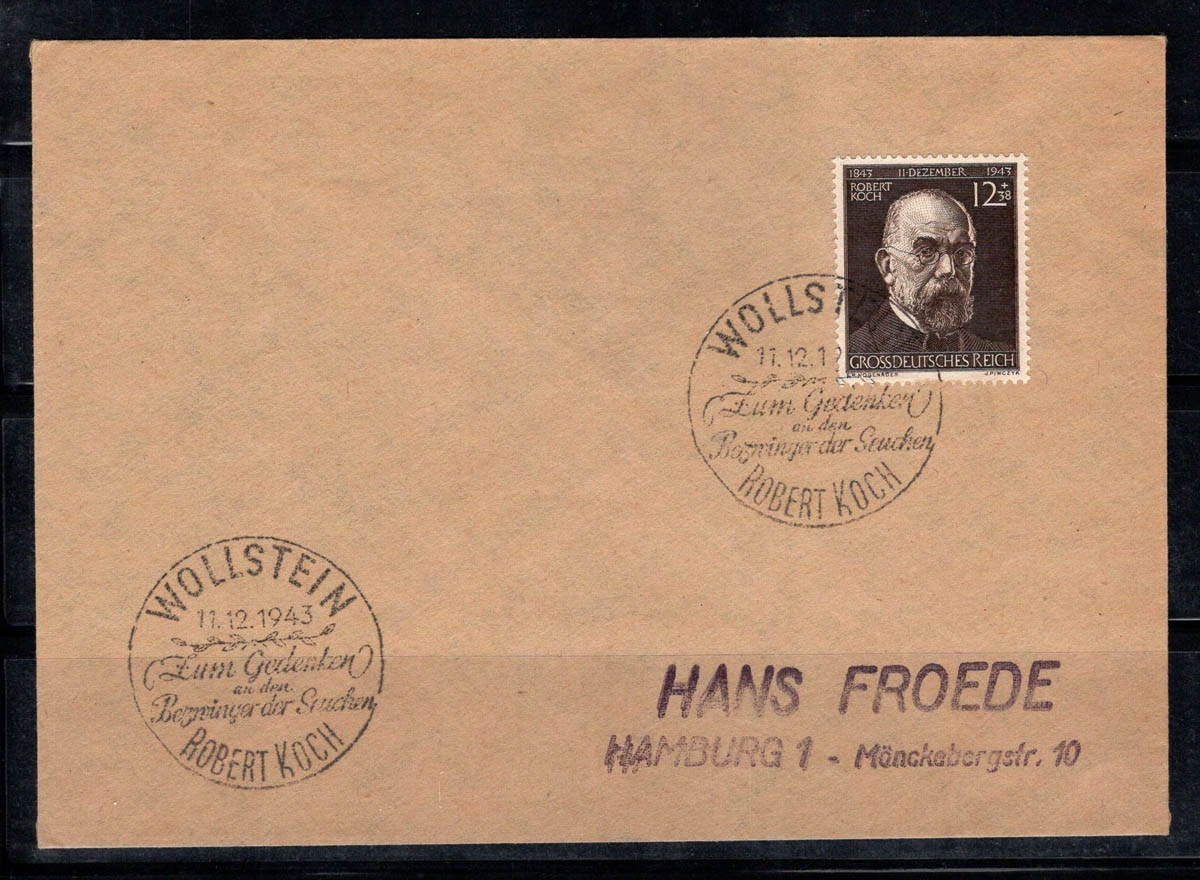 1843 11·DEZEMBER 1943
ROBERT
KOCH
12+38
GROSSDEUTSCHES REICH
J.PINCZYK
WOLLSTE
11.12.1
Zum Gedenken
an den
Bezwinger der Seuchen
ROBERT KOCH
WOLLSTEIN
11.12.1943
Zum Gedenken
an den
Bezwinger der Seuchen
ROBERT KOCH
HANS FROEDE
HAMBURG 1 - Mönckebergstr. 10